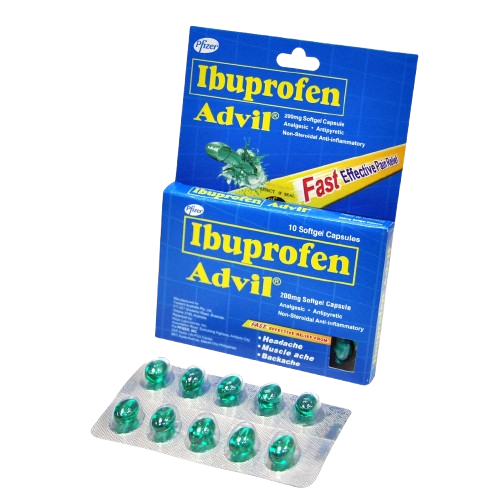 Pfizer
Ibuprofen
Advil®
200mg Softgel Capsule
Analgesic • Antipyretic
Non-Steroidal Anti-inflammatory
Fast Effective Pain Relief
Pfizer
10 Softgel Capsules
Ibuprofen
Advil®
200mg Softgel Capsule
Analgesic • Antipyretic
Non-Steroidal Anti-inflammatory
FAST EFFECTIVE RELIEF FROM
• Headache
• Muscle ache
• Backache